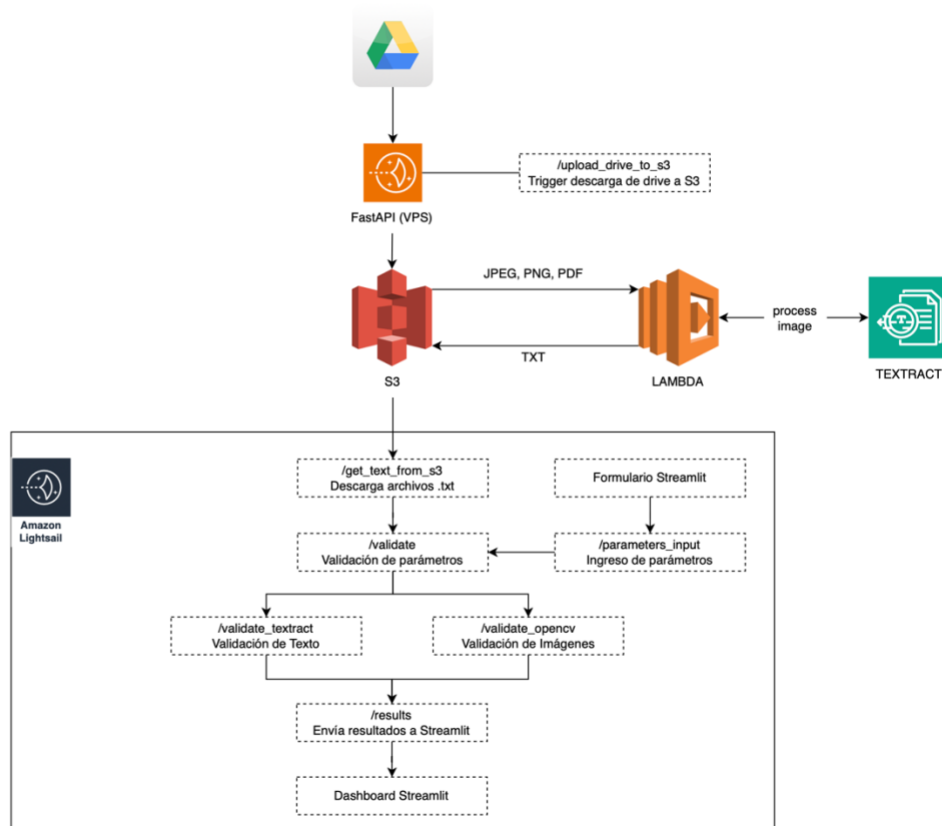 /upload_drive_to_s3
Trigger descarga de drive a S3
FastAPI (VPS)
JPEG, PNG, PDF
process
image
TXT
S3
LAMBDA
TEXTRACT
Amazon
Lightsail
/get_text_from_s3
Descarga archivos .txt
Formulario Streamlit
/validate
Validación de parámetros
/parameters_input
Ingreso de parámetros
/validate_textract
Validación de Texto
/validate_opencv
Validación de Imágenes
/results
Envía resultados a Streamlit
Dashboard Streamlit